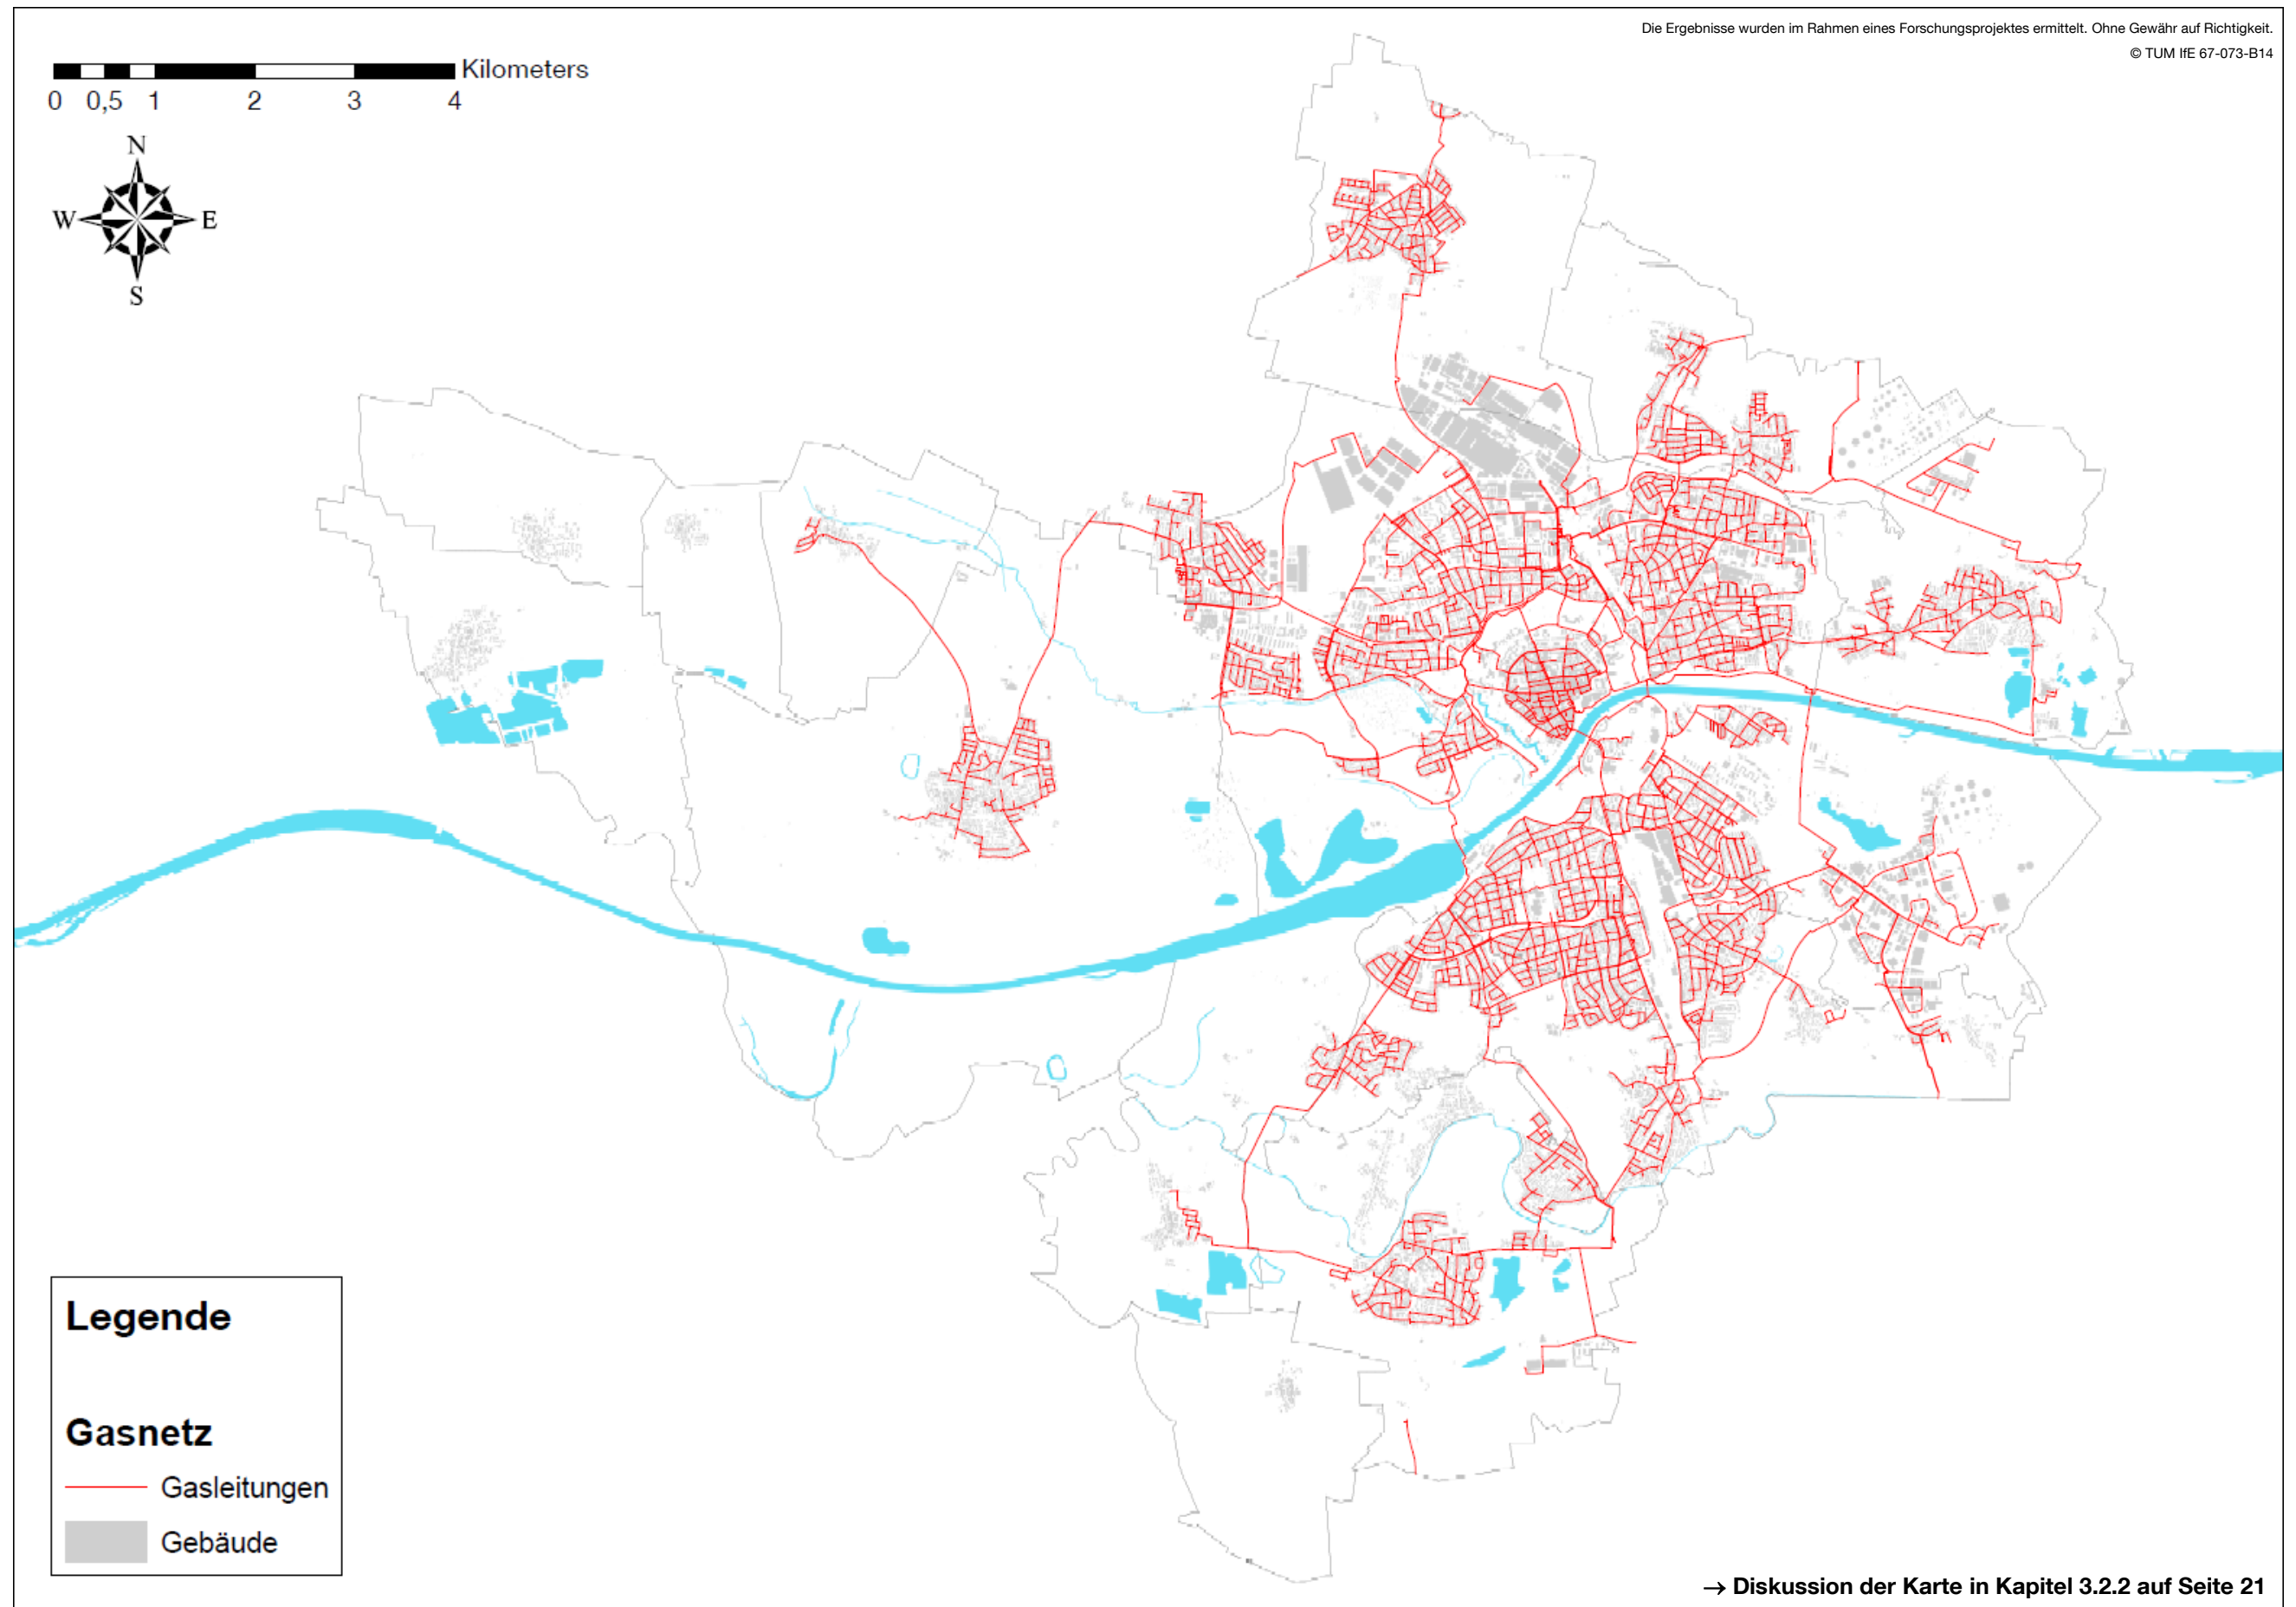 Die Ergebnisse wurden im Rahmen eines Forschungsprojektes ermittelt. Ohne Gewähr auf Richtigkeit.
© TUM IfE 67-073-B14
Kilometers
0 0,5 1 2 3 4
N
W E
S
Legende
Gasnetz
Gasleitungen
Gebäude
→ Diskussion der Karte in Kapitel 3.2.2 auf Seite 21